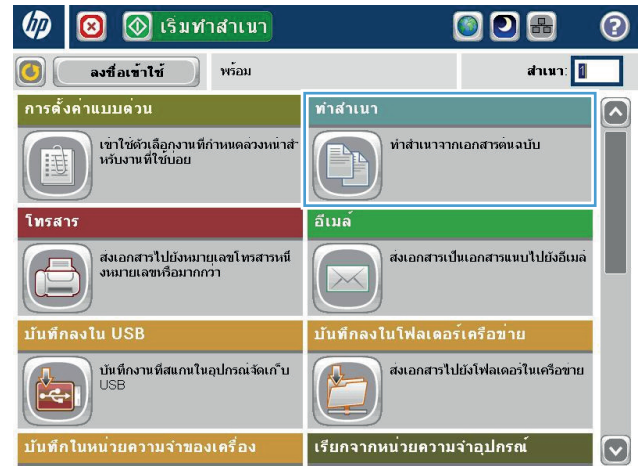 hp เริ่มทำสำเนา ?
ลงชื่อเข้าใช้ พร้อม สำเนา: 1
การตั้งค่าแบบด่วน
เข้าใช้ตัวเลือกงานที่กำหนดล่วงหน้าสำ
หรับงานที่ใช้บ่อย
ทำสำเนา
ทำสำเนาจากเอกสารต้นฉบับ
โทรสาร
ส่งเอกสารไปยังหมายเลขโทรสารหนึ่
งหมายเลขหรือมากกว่า
อีเมล์
ส่งเอกสารเป็นเอกสารแนบไปยังอีเมล
บันทึกลงใน USB
บันทึกงานที่สแกนในอุปกรณ์จัดเก็บ
USB
บันทึกลงในโฟลเดอร์เครือข่าย
ส่งเอกสารไปยังโฟลเดอร์ในเครือข่าย
บันทึกในหน่วยความจำของเครื่อง
เรียกจากหน่วยความจำอุปกรณ์